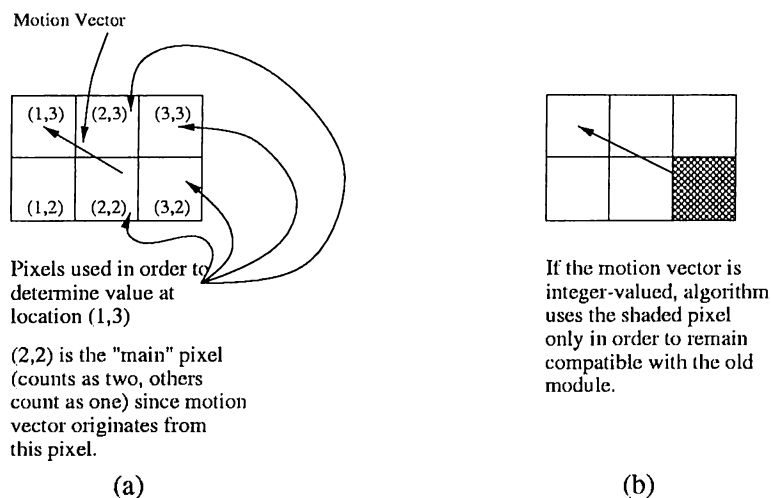 Motion Vector
(1,3) (2,3) (3,3)
(1,2) (2,2) (3,2)
Pixels used in order to
determine value at
location (1,3)
(2,2) is the "main" pixel
(counts as two, others
count as one) since motion
vector originates from
this pixel.
(a)
If the motion vector is
integer-valued, algorithm
uses the shaded pixel
only in order to remain
compatible with the old
module.
(b)